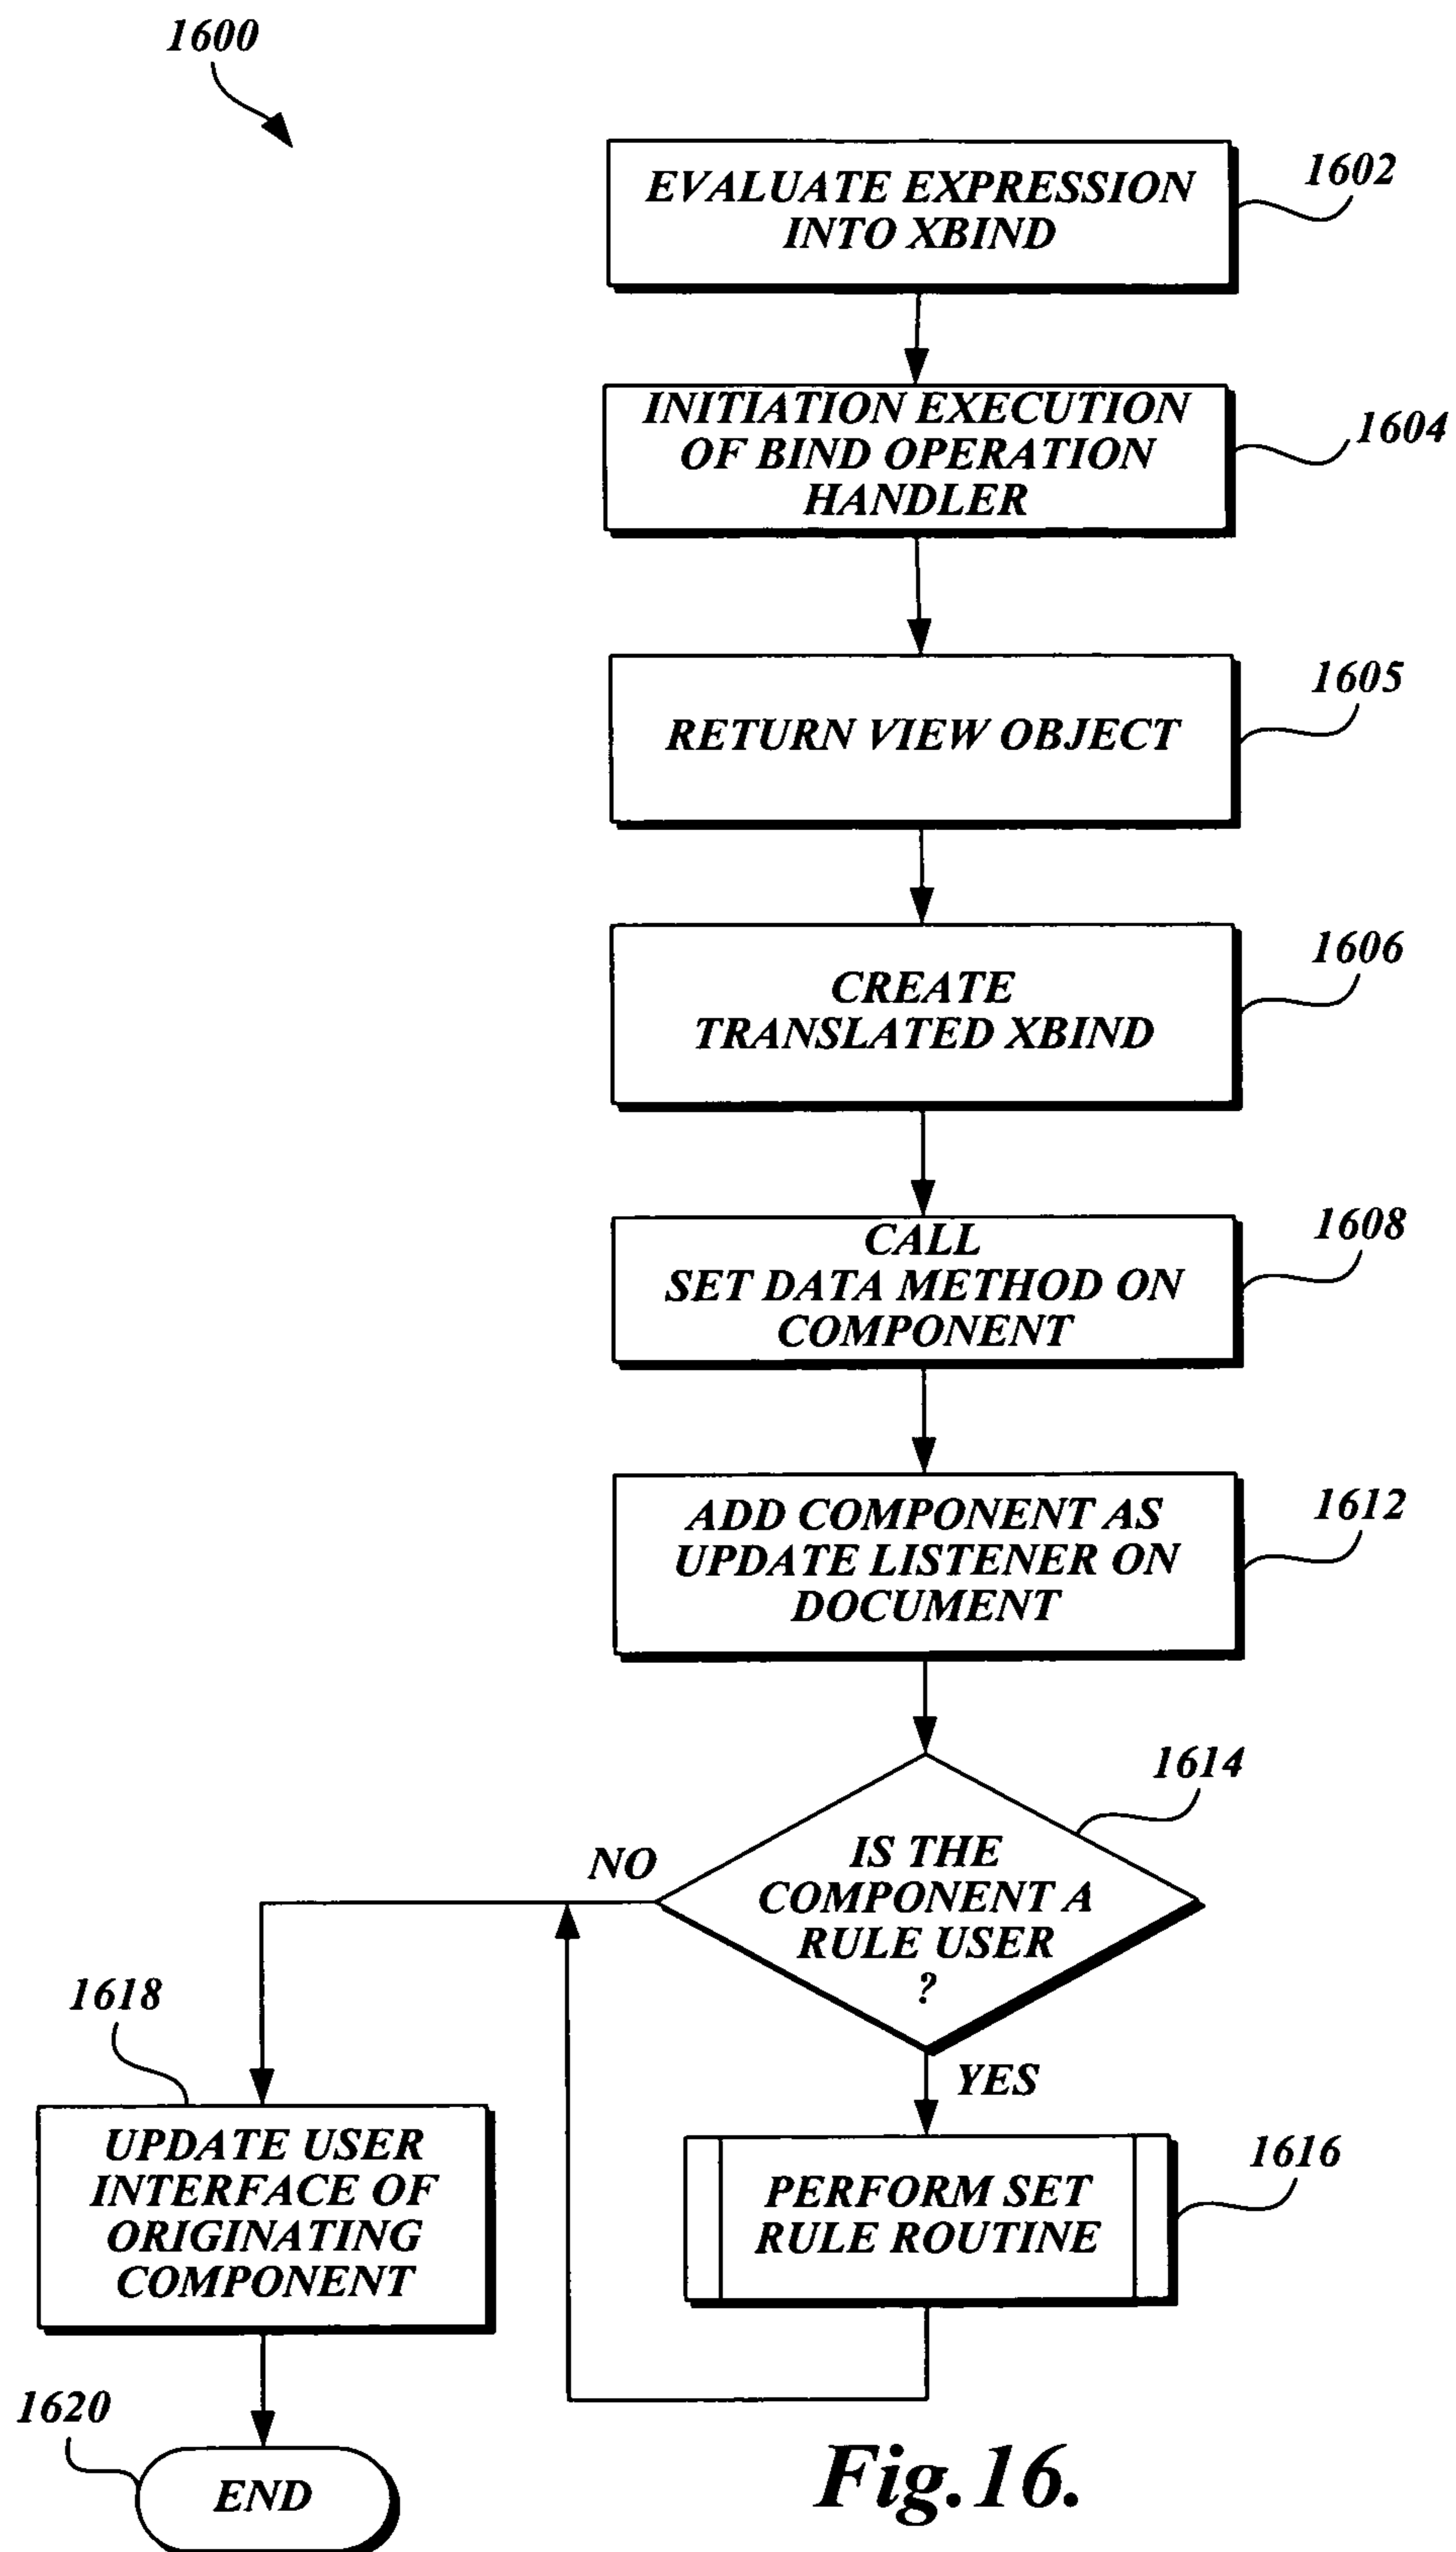 1600
EVALUATE EXPRESSION
INTO XBIND
1602
INITIATION EXECUTION
OF BIND OPERATION
HANDLER
1604
RETURN VIEW OBJECT
1605
CREATE
TRANSLATED XBIND
1606
CALL
SET DATA METHOD ON
COMPONENT
1608
ADD COMPONENT AS
UPDATE LISTENER ON
DOCUMENT
1612
IS THE
COMPONENT A
RULE USER
?
1614
NO
YES
PERFORM SET
RULE ROUTINE
1616
1618
UPDATE USER
INTERFACE OF
ORIGINATING
COMPONENT
1620
END
Fig.16.